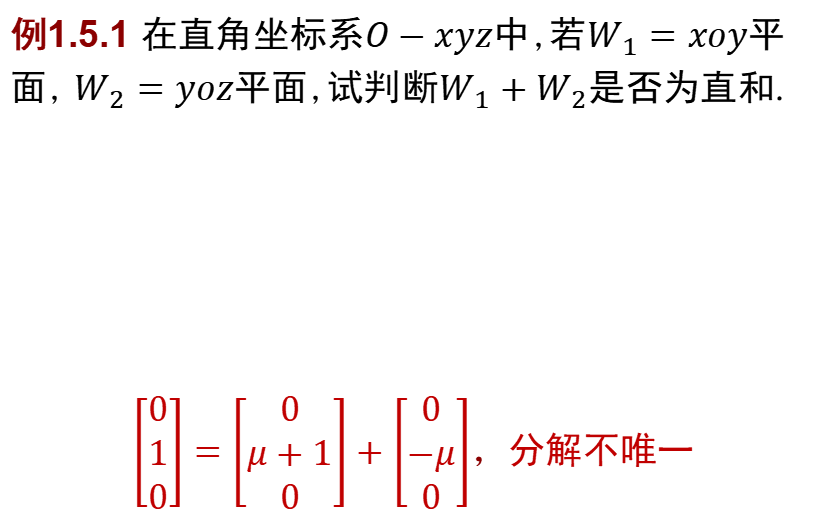 例1.5.1 在直角坐标系O − xyz中,若W₁ = xoy平
面, W₂ = yoz平面,试判断W₁ + W₂是否为直和.
[0 1 0] = [0 μ + 1 0] + [0 −μ 0], 分解不唯一